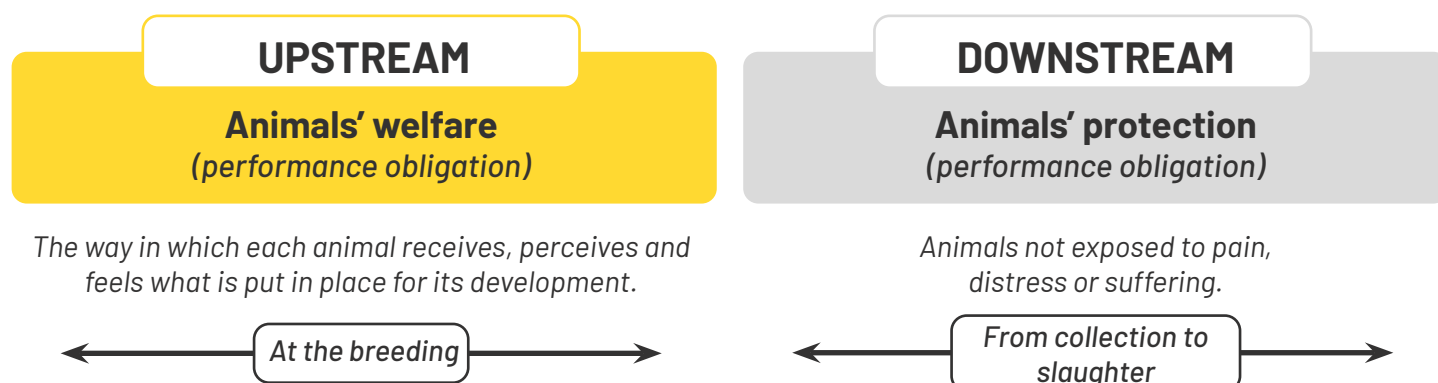 UPSTREAM
Animals’ welfare
(performance obligation)
The way in which each animal receives, perceives and
feels what is put in place for its development.
At the breeding
DOWNSTREAM
Animals’ protection
(performance obligation)
Animals not exposed to pain,
distress or suffering.
From collection to
slaughter